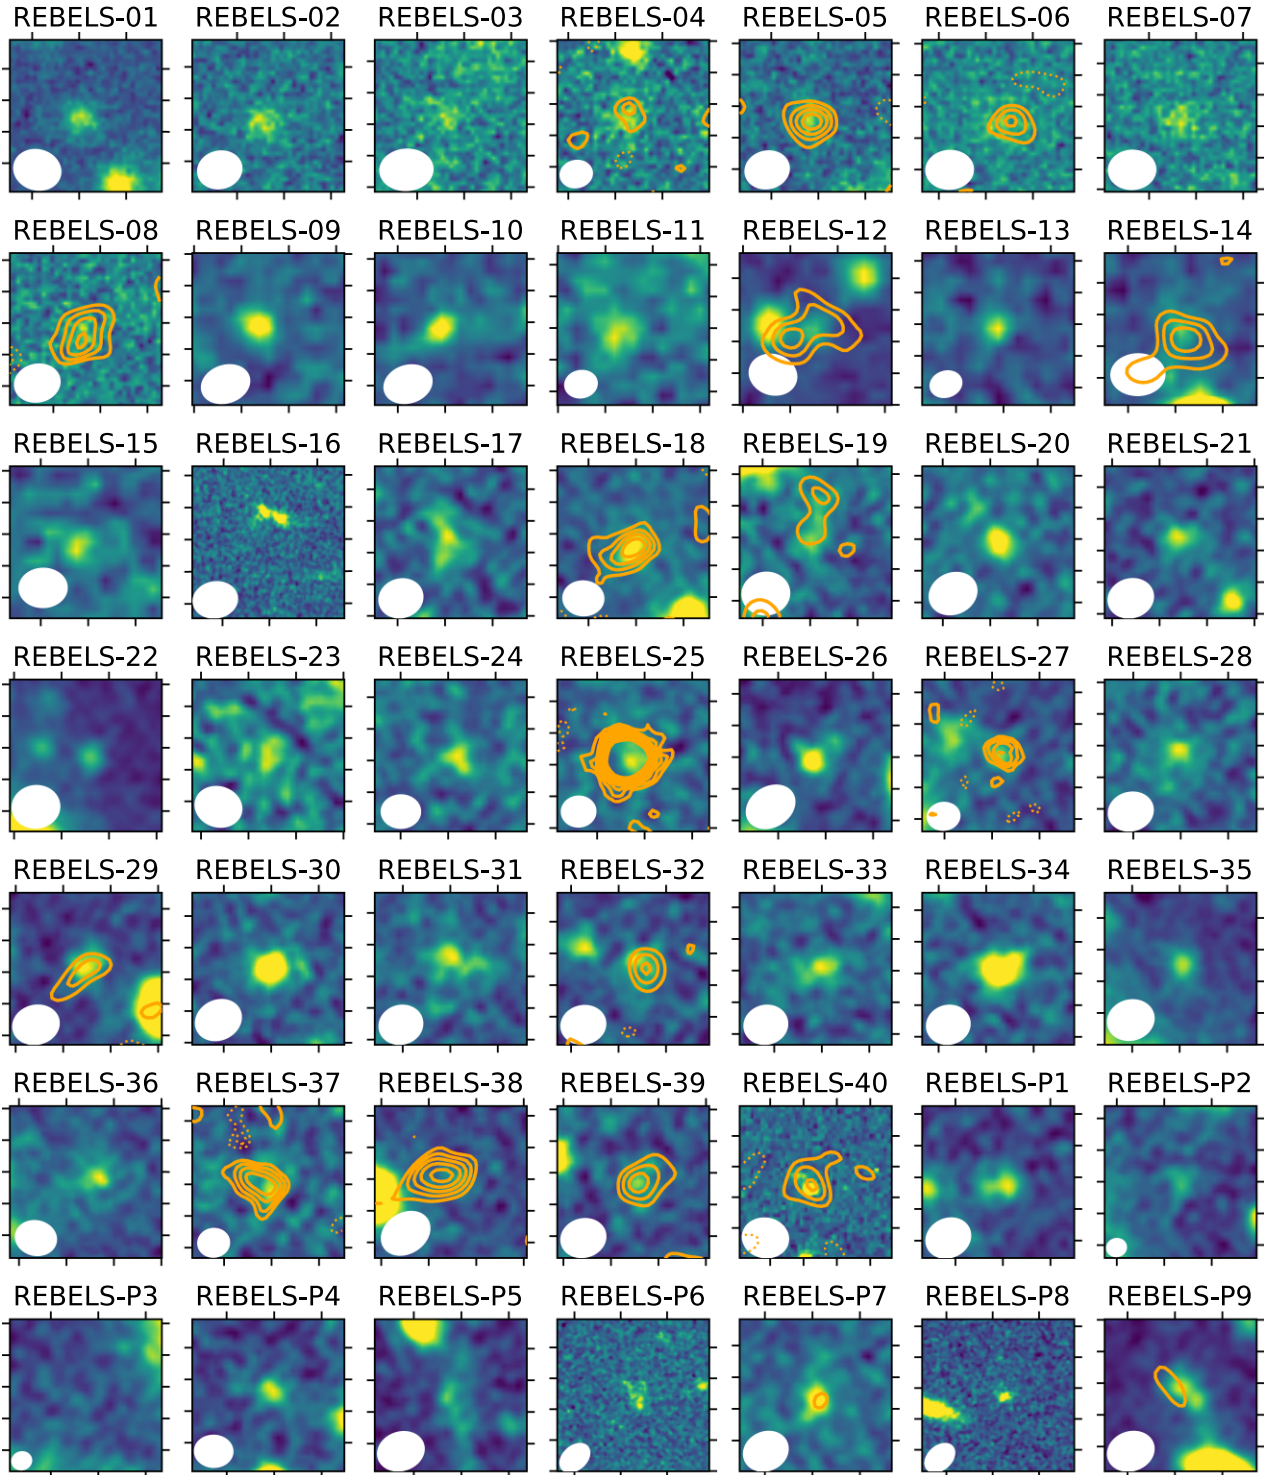 REBELS-01 REBELS-02 REBELS-03 REBELS-04 REBELS-05 REBELS-06 REBELS-07
REBELS-08 REBELS-09 REBELS-10 REBELS-11 REBELS-12 REBELS-13 REBELS-14
REBELS-15 REBELS-16 REBELS-17 REBELS-18 REBELS-19 REBELS-20 REBELS-21
REBELS-22 REBELS-23 REBELS-24 REBELS-25 REBELS-26 REBELS-27 REBELS-28
REBELS-29 REBELS-30 REBELS-31 REBELS-32 REBELS-33 REBELS-34 REBELS-35
REBELS-36 REBELS-37 REBELS-38 REBELS-39 REBELS-40 REBELS-P1 REBELS-P2
REBELS-P3 REBELS-P4 REBELS-P5 REBELS-P6 REBELS-P7 REBELS-P8 REBELS-P9